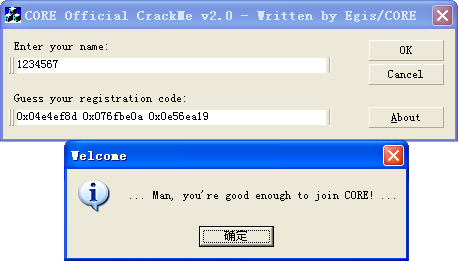 CORE Official CrackMe v2.0 - Written by Egis/CORE
Enter your name:
1234567
OK
Cancel
Guess your registration code:
0x04e4ef8d 0x076fbe0a 0x0e56ea19
About
Welcome
... Man, you're good enough to join CORE! ...
确定